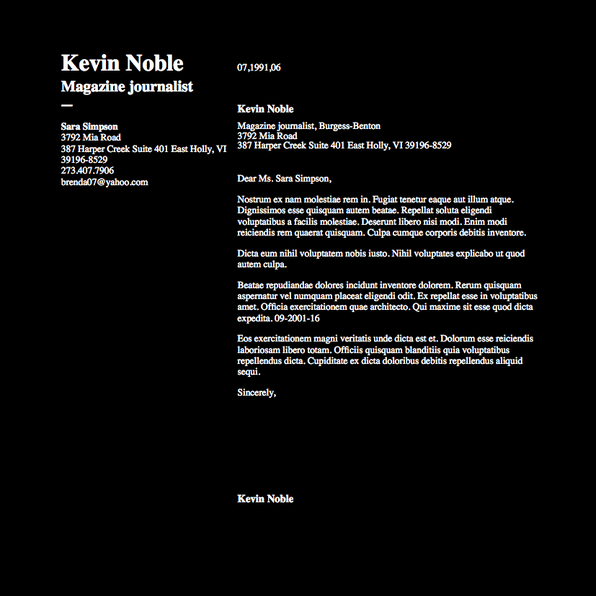 Kevin Noble
Magazine journalist
—
Sara Simpson
3792 Mia Road
387 Harper Creek Suite 401 East Holly, VI
39196-8529
273.407.7906
brenda07@yahoo.com
07,1991,06
Kevin Noble
Magazine journalist, Burgess-Benton
3792 Mia Road
387 Harper Creek Suite 401 East Holly, VI 39196-8529
Dear Ms. Sara Simpson,
Nostrum ex nam molestiae rem in. Fugiat tenetur eaque aut illum atque.
Dignissimos esse quisquam autem beatae. Repellat soluta eligendi
voluptatibus a facilis molestiae. Deserunt libero nisi modi. Enim modi
reiciendis rem quaerat quisquam. Culpa cumque corporis debitis inventore.
Dicta eum nihil voluptatem nobis iusto. Nihil voluptates explicabo ut quod
autem culpa.
Beatae repudiandae dolores incidunt inventore dolorem. Rerum quisquam
aspernatur vel numquam placeat eligendi odit. Ex repellat esse in voluptatibus
amet. Officia exercitationem quae architecto. Qui maxime sit esse quod dicta
expedita. 09-2001-16
Eos exercitationem magni veritatis unde dicta est et. Dolorum esse reiciendis
laboriosam libero totam. Officiis quisquam blanditiis quia voluptatibus
repellendus dicta. Cupiditate ex dicta doloribus debitis repellendus aliquid
sequi.
Sincerely,
Kevin Noble